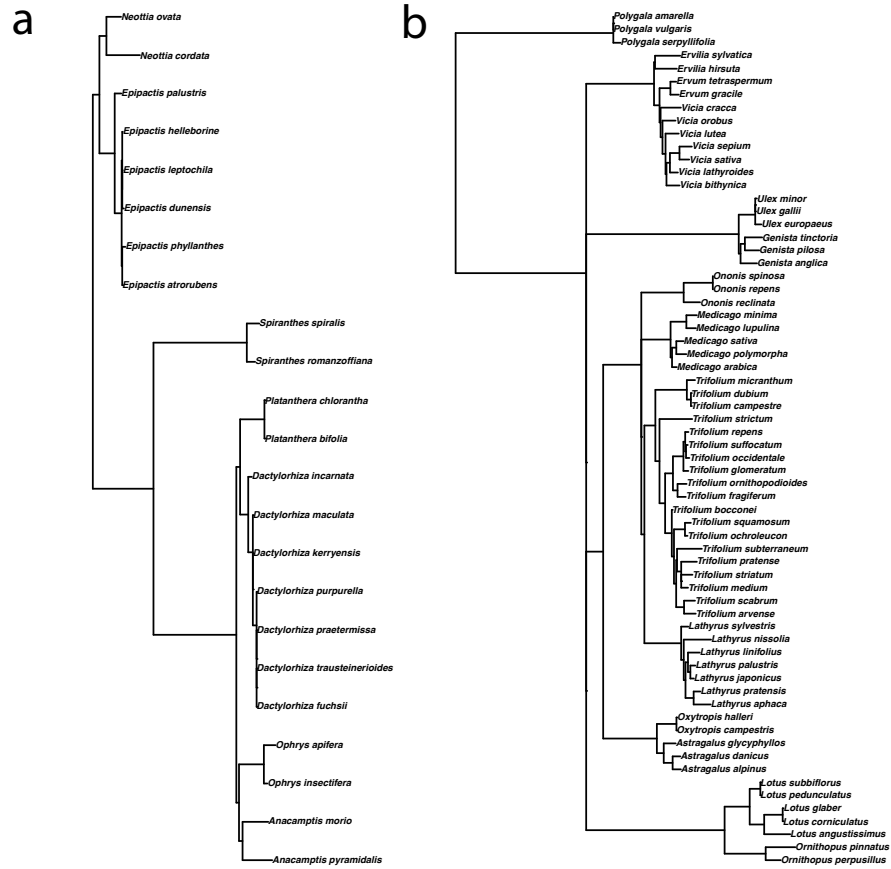 a
Neottia ovata
Neottia cordata
Epipactis palustris
Epipactis helleborine
Epipactis leptochila
Epipactis dunensis
Epipactis phyllanthes
Epipactis atrorubens
Spiranthes spiralis
Spiranthes romanzoffiana
Platanthera chlorantha
Platanthera bifolia
Dactylorhiza incarnata
Dactylorhiza maculata
Dactylorhiza kerryensis
Dactylorhiza purpurella
Dactylorhiza praetermissa
Dactylorhiza trausteinerioides
Dactylorhiza fuchsii
Ophrys apifera
Ophrys insectifera
Anacamptis morio
Anacamptis pyramidalis
b
Polygala amarella
Polygala vulgaris
Polygala serpyllifolia
Ervilia sylvatica
Ervilia hirsuta
Ervum tetraspermum
Ervum gracile
Vicia cracca
Vicia orobus
Vicia lutea
Vicia sepium
Vicia sativa
Vicia lathyroides
Vicia bithynica
Ulex minor
Ulex gallii
Ulex europaeus
Genista tinctoria
Genista pilosa
Genista anglica
Ononis spinosa
Ononis repens
Ononis reclinata
Medicago minima
Medicago lupulina
Medicago sativa
Medicago polymorpha
Medicago arabica
Trifolium micranthum
Trifolium dubium
Trifolium campestre
Trifolium strictum
Trifolium repens
Trifolium suffocatum
Trifolium occidentale
Trifolium glomeratum
Trifolium ornithopodioides
Trifolium fragiferum
Trifolium bocconei
Trifolium squamosum
Trifolium ochroleucon
Trifolium subterraneum
Trifolium pratense
Trifolium striatum
Trifolium medium
Trifolium scabrum
Trifolium arvense
Lathyrus sylvestris
Lathyrus nissolia
Lathyrus linifolius
Lathyrus palustris
Lathyrus japonicus
Lathyrus pratensis
Lathyrus aphaca
Oxytropis halleri
Oxytropis campestris
Astragalus glycyphyllos
Astragalus danicus
Astragalus alpinus
Lotus subbiflorus
Lotus pedunculatus
Lotus glaber
Lotus corniculatus
Lotus angustissimus
Ornithopus pinnatus
Ornithopus perpusillus